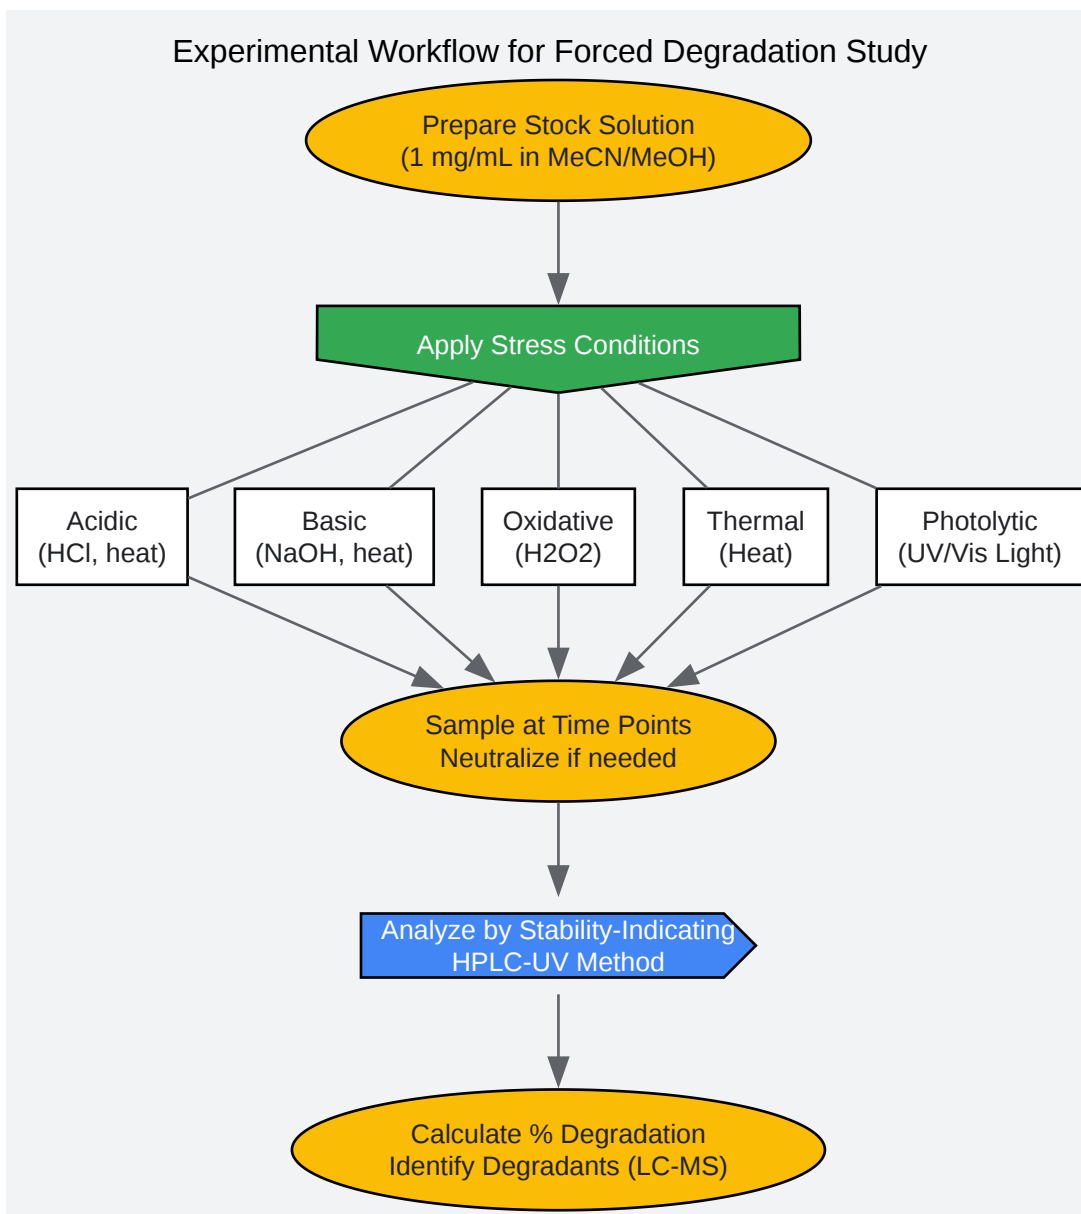 Experimental Workflow for Forced Degradation Study
Prepare Stock Solution
(1 mg/mL in MeCN/MeOH)
Apply Stress Conditions
Acidic
(HCl, heat)
Basic
(NaOH, heat)
Oxidative
(H2O2)
Thermal
(Heat)
Photolytic
(UV/Vis Light)
Sample at Time Points
Neutralize if needed
Analyze by Stability-Indicating
HPLC-UV Method
Calculate % Degradation
Identify Degradants (LC-MS)